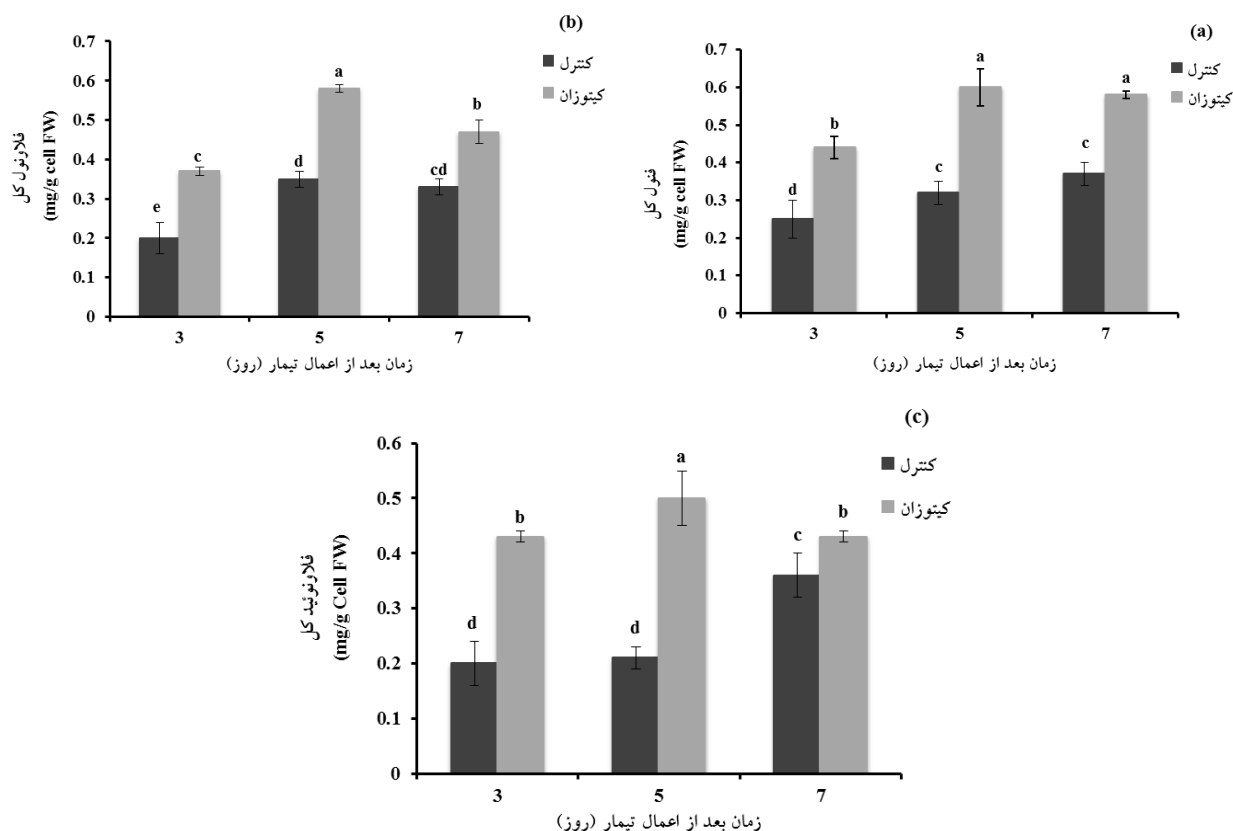 (b)
0.7
0.6
0.5
0.4
0.3
0.2
0.1
0
فلاونول کل
(mg/g cell FW)
کنترل
کیتوزان
e
c
d
a
cd
b
3
5
7
زمان بعد از اعمال تیمار (روز)
(a)
0.7
0.6
0.5
0.4
0.3
0.2
0.1
0
فنول کل
(mg/g cell FW)
کنترل
کیتوزان
d
b
c
a
c
a
3
5
7
زمان بعد از اعمال تیمار (روز)
(c)
0.6
0.5
0.4
0.3
0.2
0.1
0
فلاونوئید کل
(mg/g Cell FW)
کنترل
کیتوزان
d
b
d
a
c
b
3
5
7
زمان بعد از اعمال تیمار (روز)